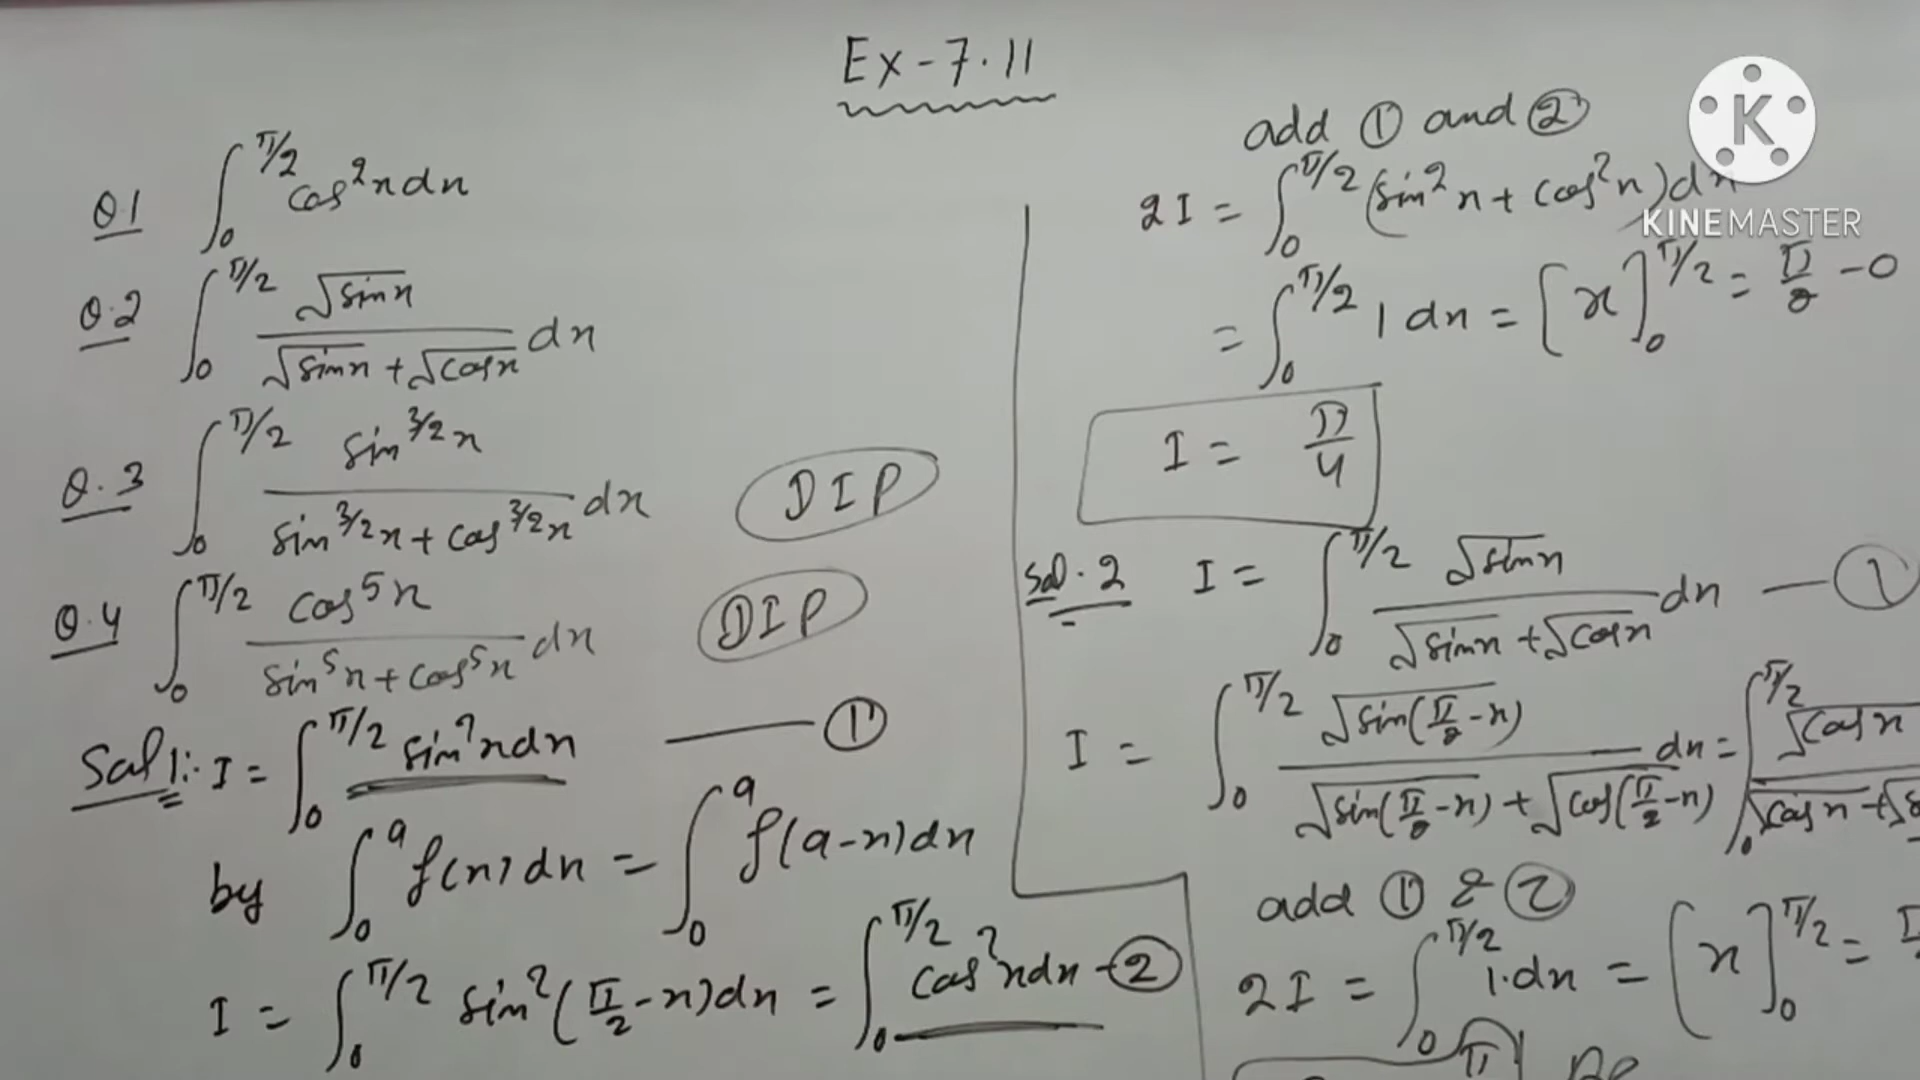 Ex-7.11
Q.1 ∫₀^π/2 cos²x dx
Q.2 ∫₀^π/2 √sinx / (√sinx + √cosx) dx
Q.3 ∫₀^π/2 sin^3/2 x / (sin^3/2 x + cos^3/2 x) dx
DIP
Q.4 ∫₀^π/2 cos⁵x / (sin⁵x + cos⁵x) dx
DIP
Sol 1:- I = ∫₀^π/2 sin²x dx — ①
by ∫₀^a f(x) dx = ∫₀^a f(a-x) dx
I = ∫₀^π/2 sin²(π/2 - x) dx = ∫₀^π/2 cos²x dx - ②
add ① and ②
2I = ∫₀^π/2 (sin²x + cos²x) dx
= ∫₀^π/2 1 dx = [x]₀^π/2 = π/2 - 0
I = π/4
Sol.2 I = ∫₀^π/2 √sinx / (√sinx + √cosx) dx — ①
I = ∫₀^π/2 √sin(π/2 - x) / (√sin(π/2 - x) + √cos(π/2 - x)) dx = ∫₀^π/2 √cosx / (√cosx + √s
add ① & ②
2I = ∫₀^π/2 1.dx = [x]₀^π/2 =
π
K
KINEMASTER